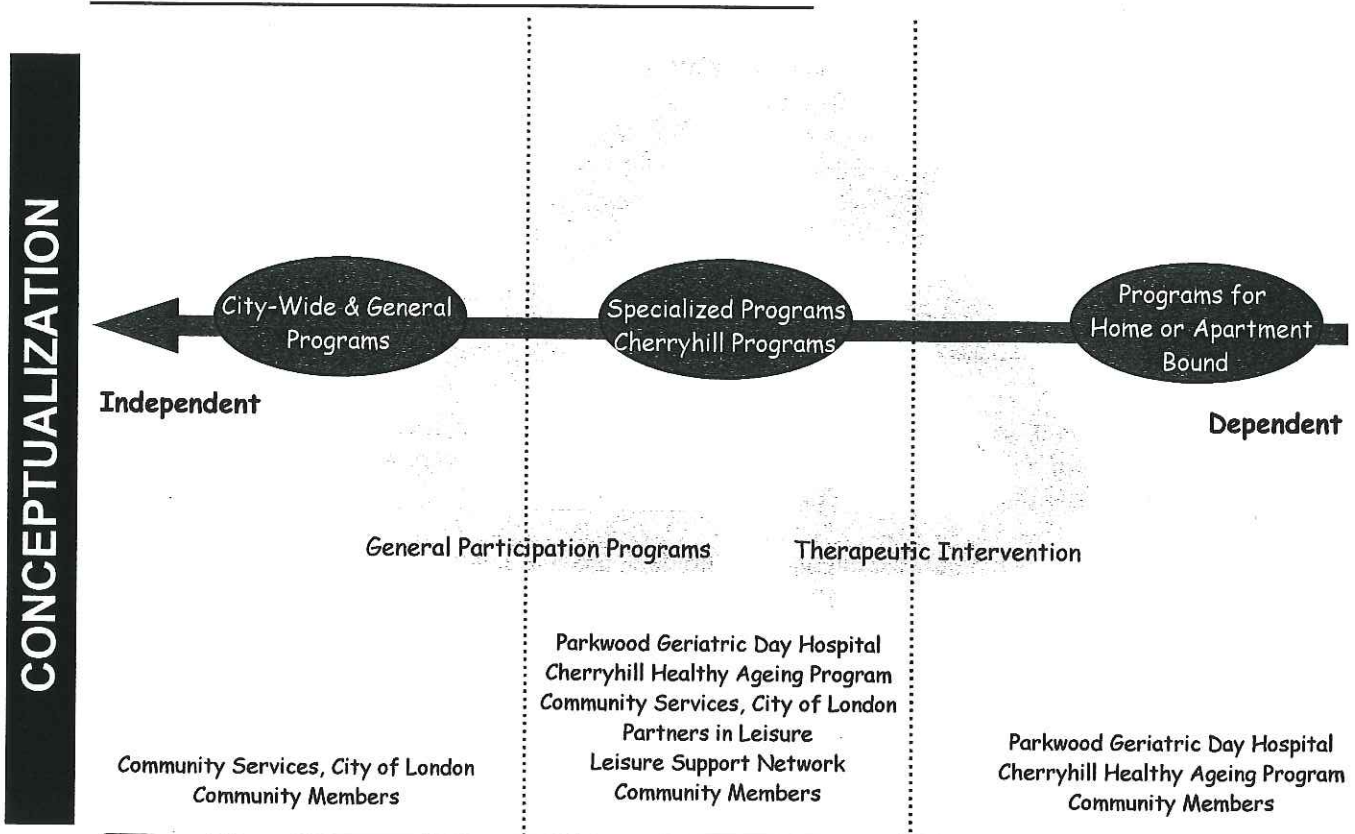 CONCEPTUALIZATION
City-Wide & General
Programs
Specialized Programs
Cherryhill Programs
Programs for
Home or Apartment
Bound
Independent
Dependent
General Participation Programs
Therapeutic Intervention
Community Services, City of London
Community Members
Parkwood Geriatric Day Hospital
Cherryhill Healthy Ageing Program
Community Services, City of London
Partners in Leisure
Leisure Support Network
Community Members
Parkwood Geriatric Day Hospital
Cherryhill Healthy Ageing Program
Community Members